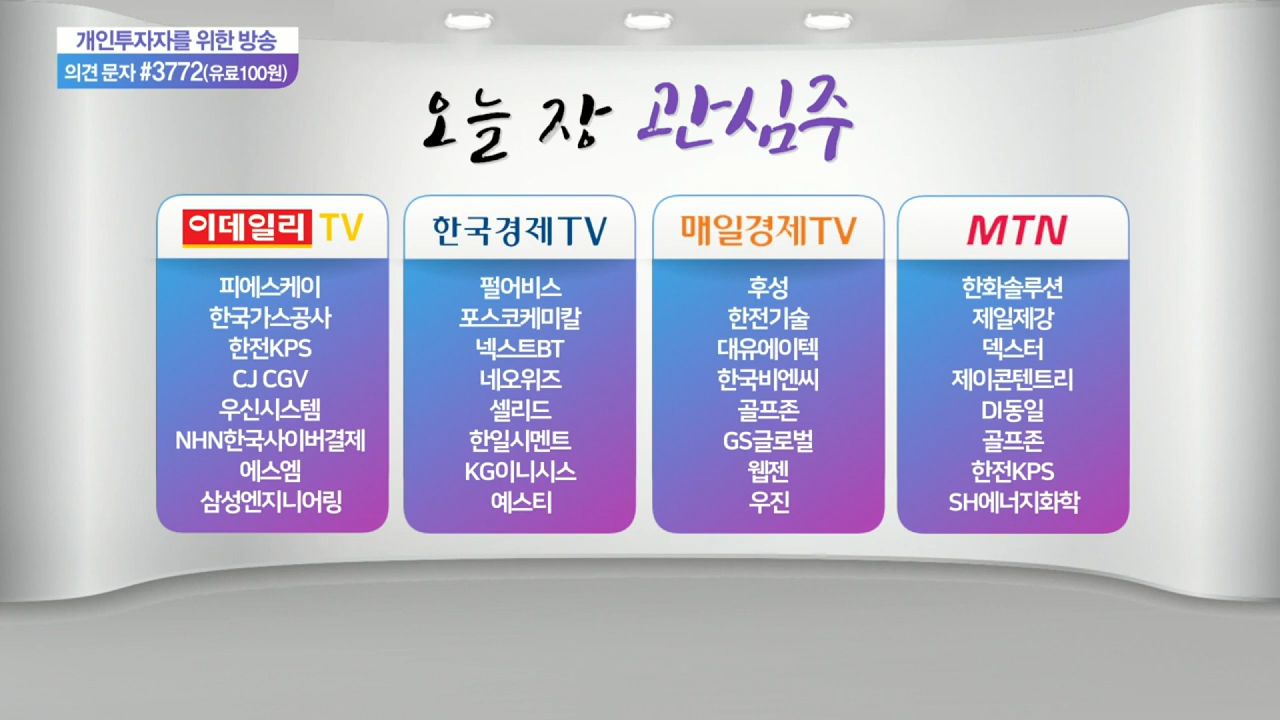 개인투자자를 위한 방송
의견 문자 #3772(유료100원)
오늘 장 관심주
이데일리 TV
피에스케이
한국가스공사
한전KPS
CJ CGV
우신시스템
NHN한국사이버결제
에스엠
삼성엔지니어링
한국경제TV
펄어비스
포스코케미칼
넥스트BT
네오위즈
셀리드
한일시멘트
KG이니시스
예스티
매일경제TV
후성
한전기술
대유에이텍
한국비엔씨
골프존
GS글로벌
웹젠
우진
MTN
한화솔루션
제일제강
덱스터
제이콘텐트리
DI동일
골프존
한전KPS
SH에너지화학